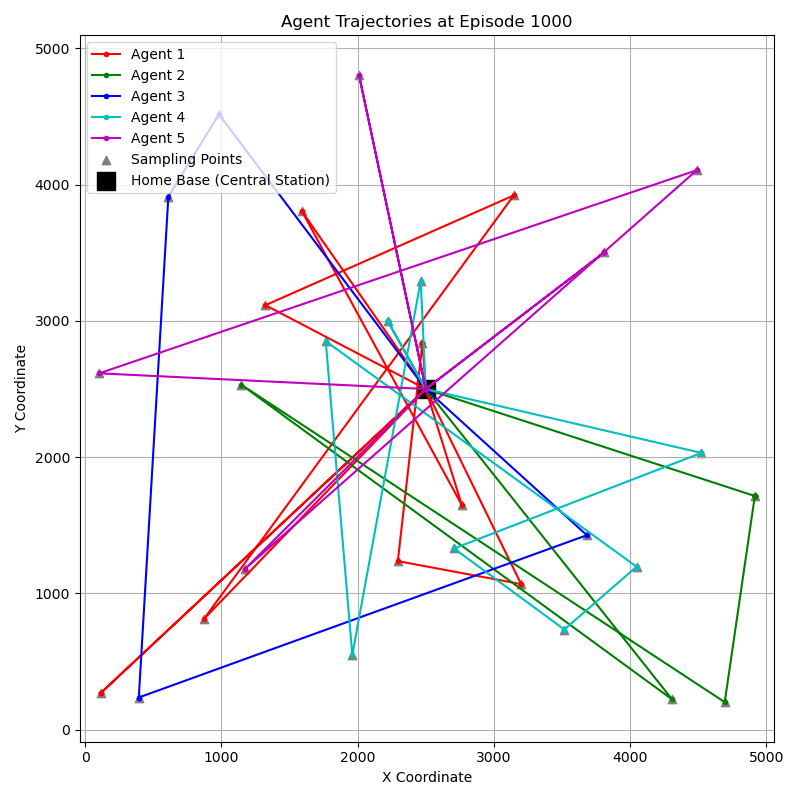 Agent Trajectories at Episode 1000
5000
4000
3000
2000
1000
0
Y Coordinate
Agent 1
Agent 2
Agent 3
Agent 4
Agent 5
Sampling Points
Home Base (Central Station)
0 1000 2000 3000 4000 5000
X Coordinate